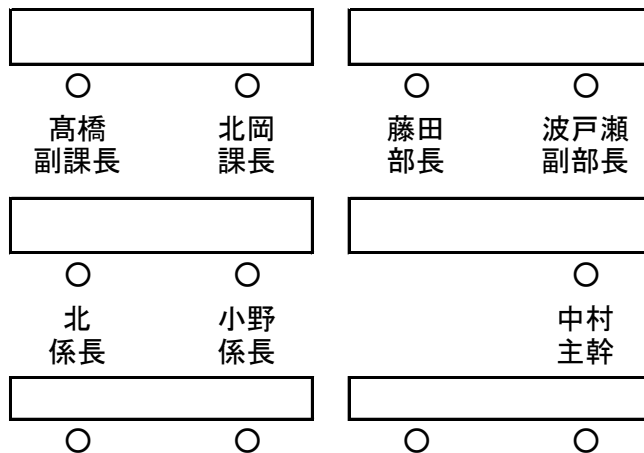 髙橋
副課長
北岡
課長
藤田
部長
波戸瀬
副部長
北
係長
小野
係長
中村
主幹